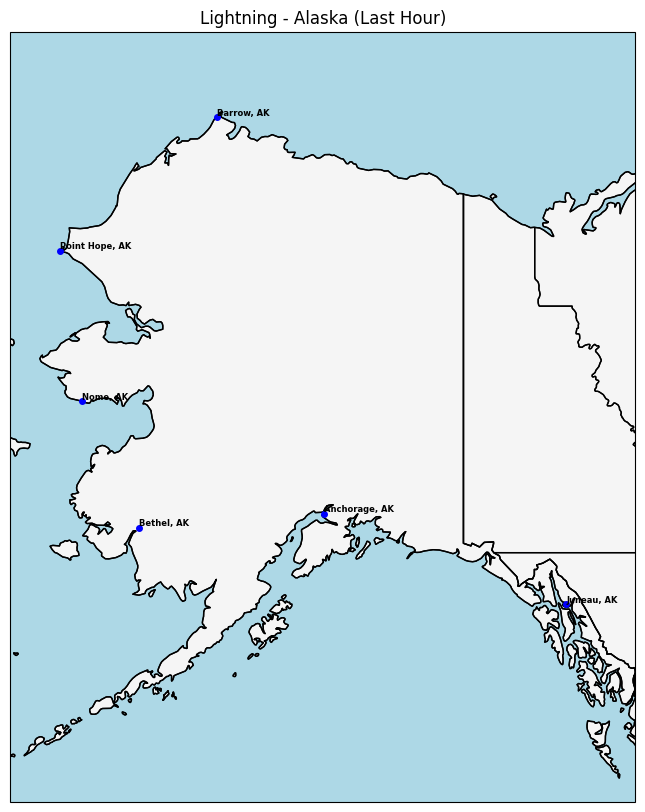 Lightning - Alaska (Last Hour)
Barrow, AK
Point Hope, AK
Nome, AK
Anchorage, AK
Bethel, AK
Juneau, AK